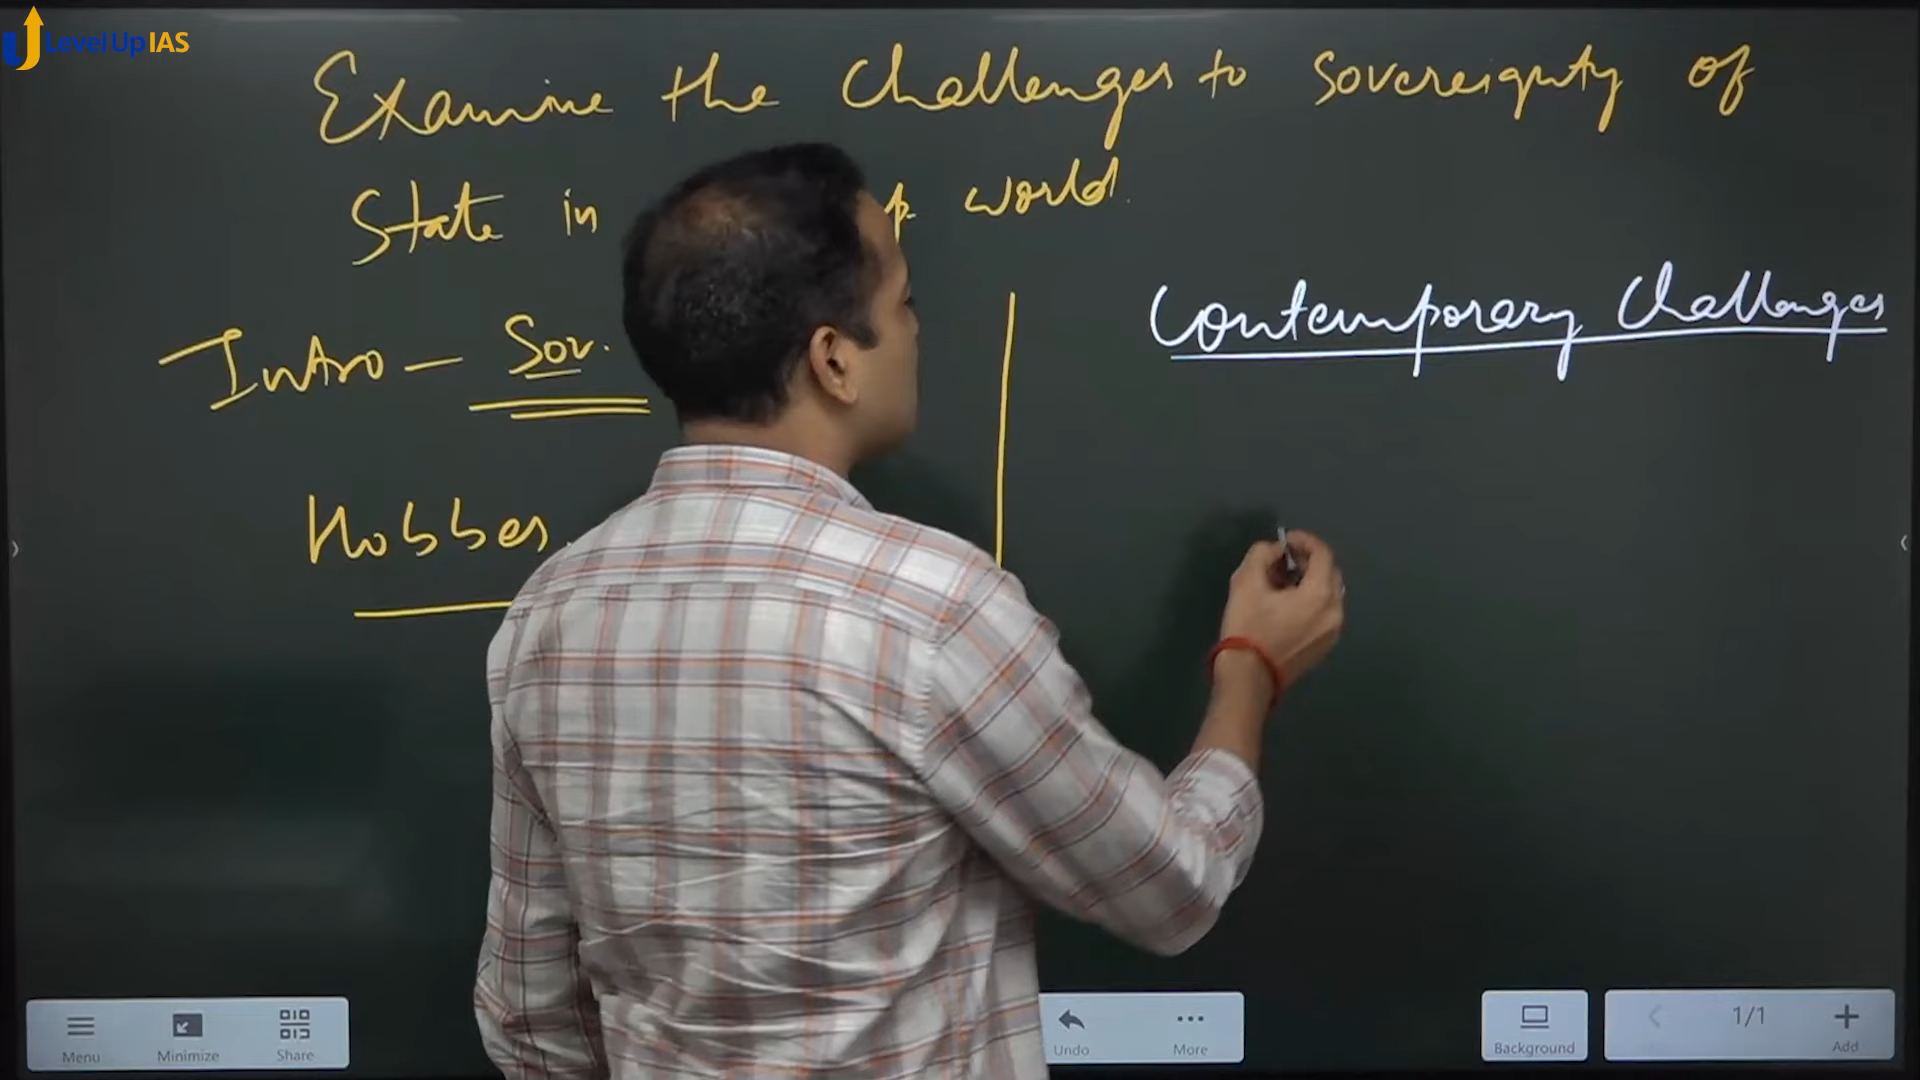 Level Up IAS
Examine the Challenges to Sovereignty of
State in p. world.
Intro - Sov.
Hobbes
Contemporary Challenges
Menu
Minimize
Share
Undo
More
Background
1/1
Add